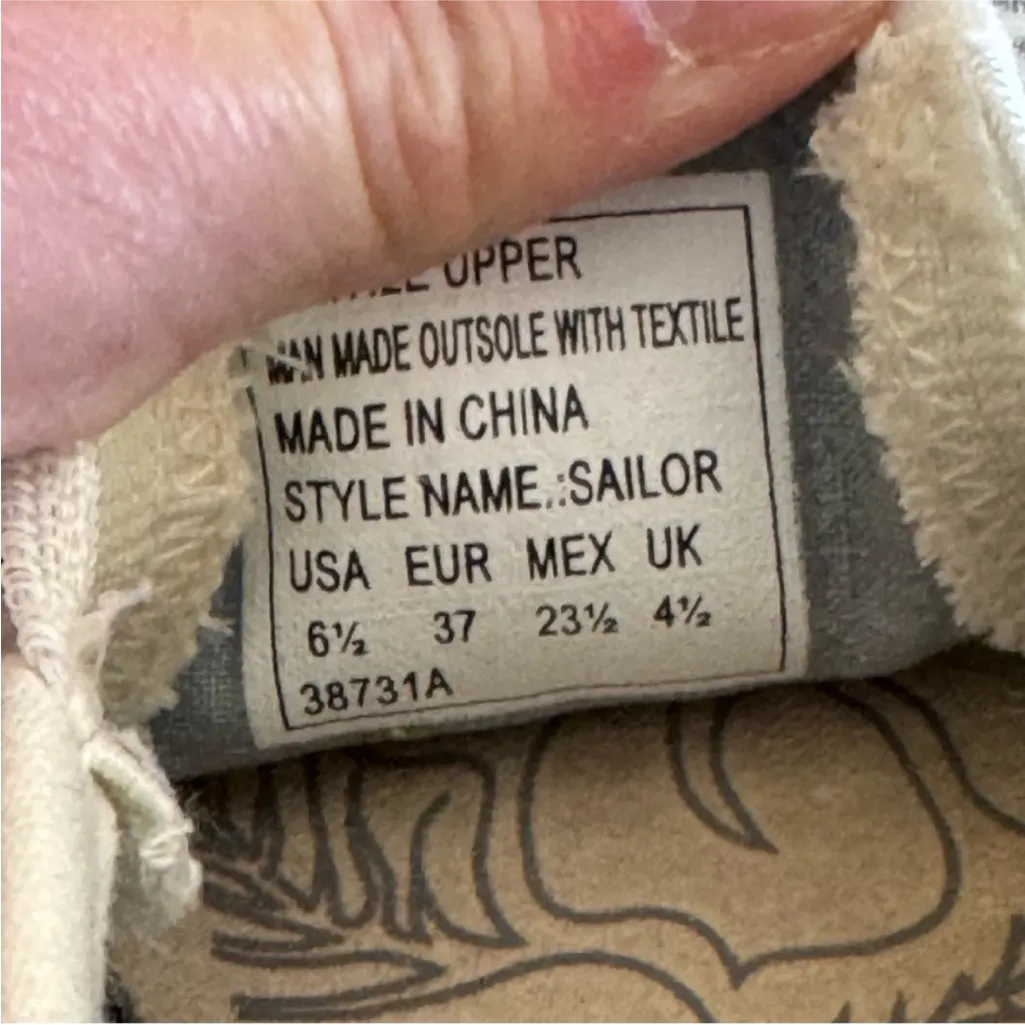 UPPER
MAN MADE OUTSOLE WITH TEXTILE
MADE IN CHINA
STYLE NAME.:SAILOR
USA EUR MEX UK
6½ 37 23½ 4½
38731A